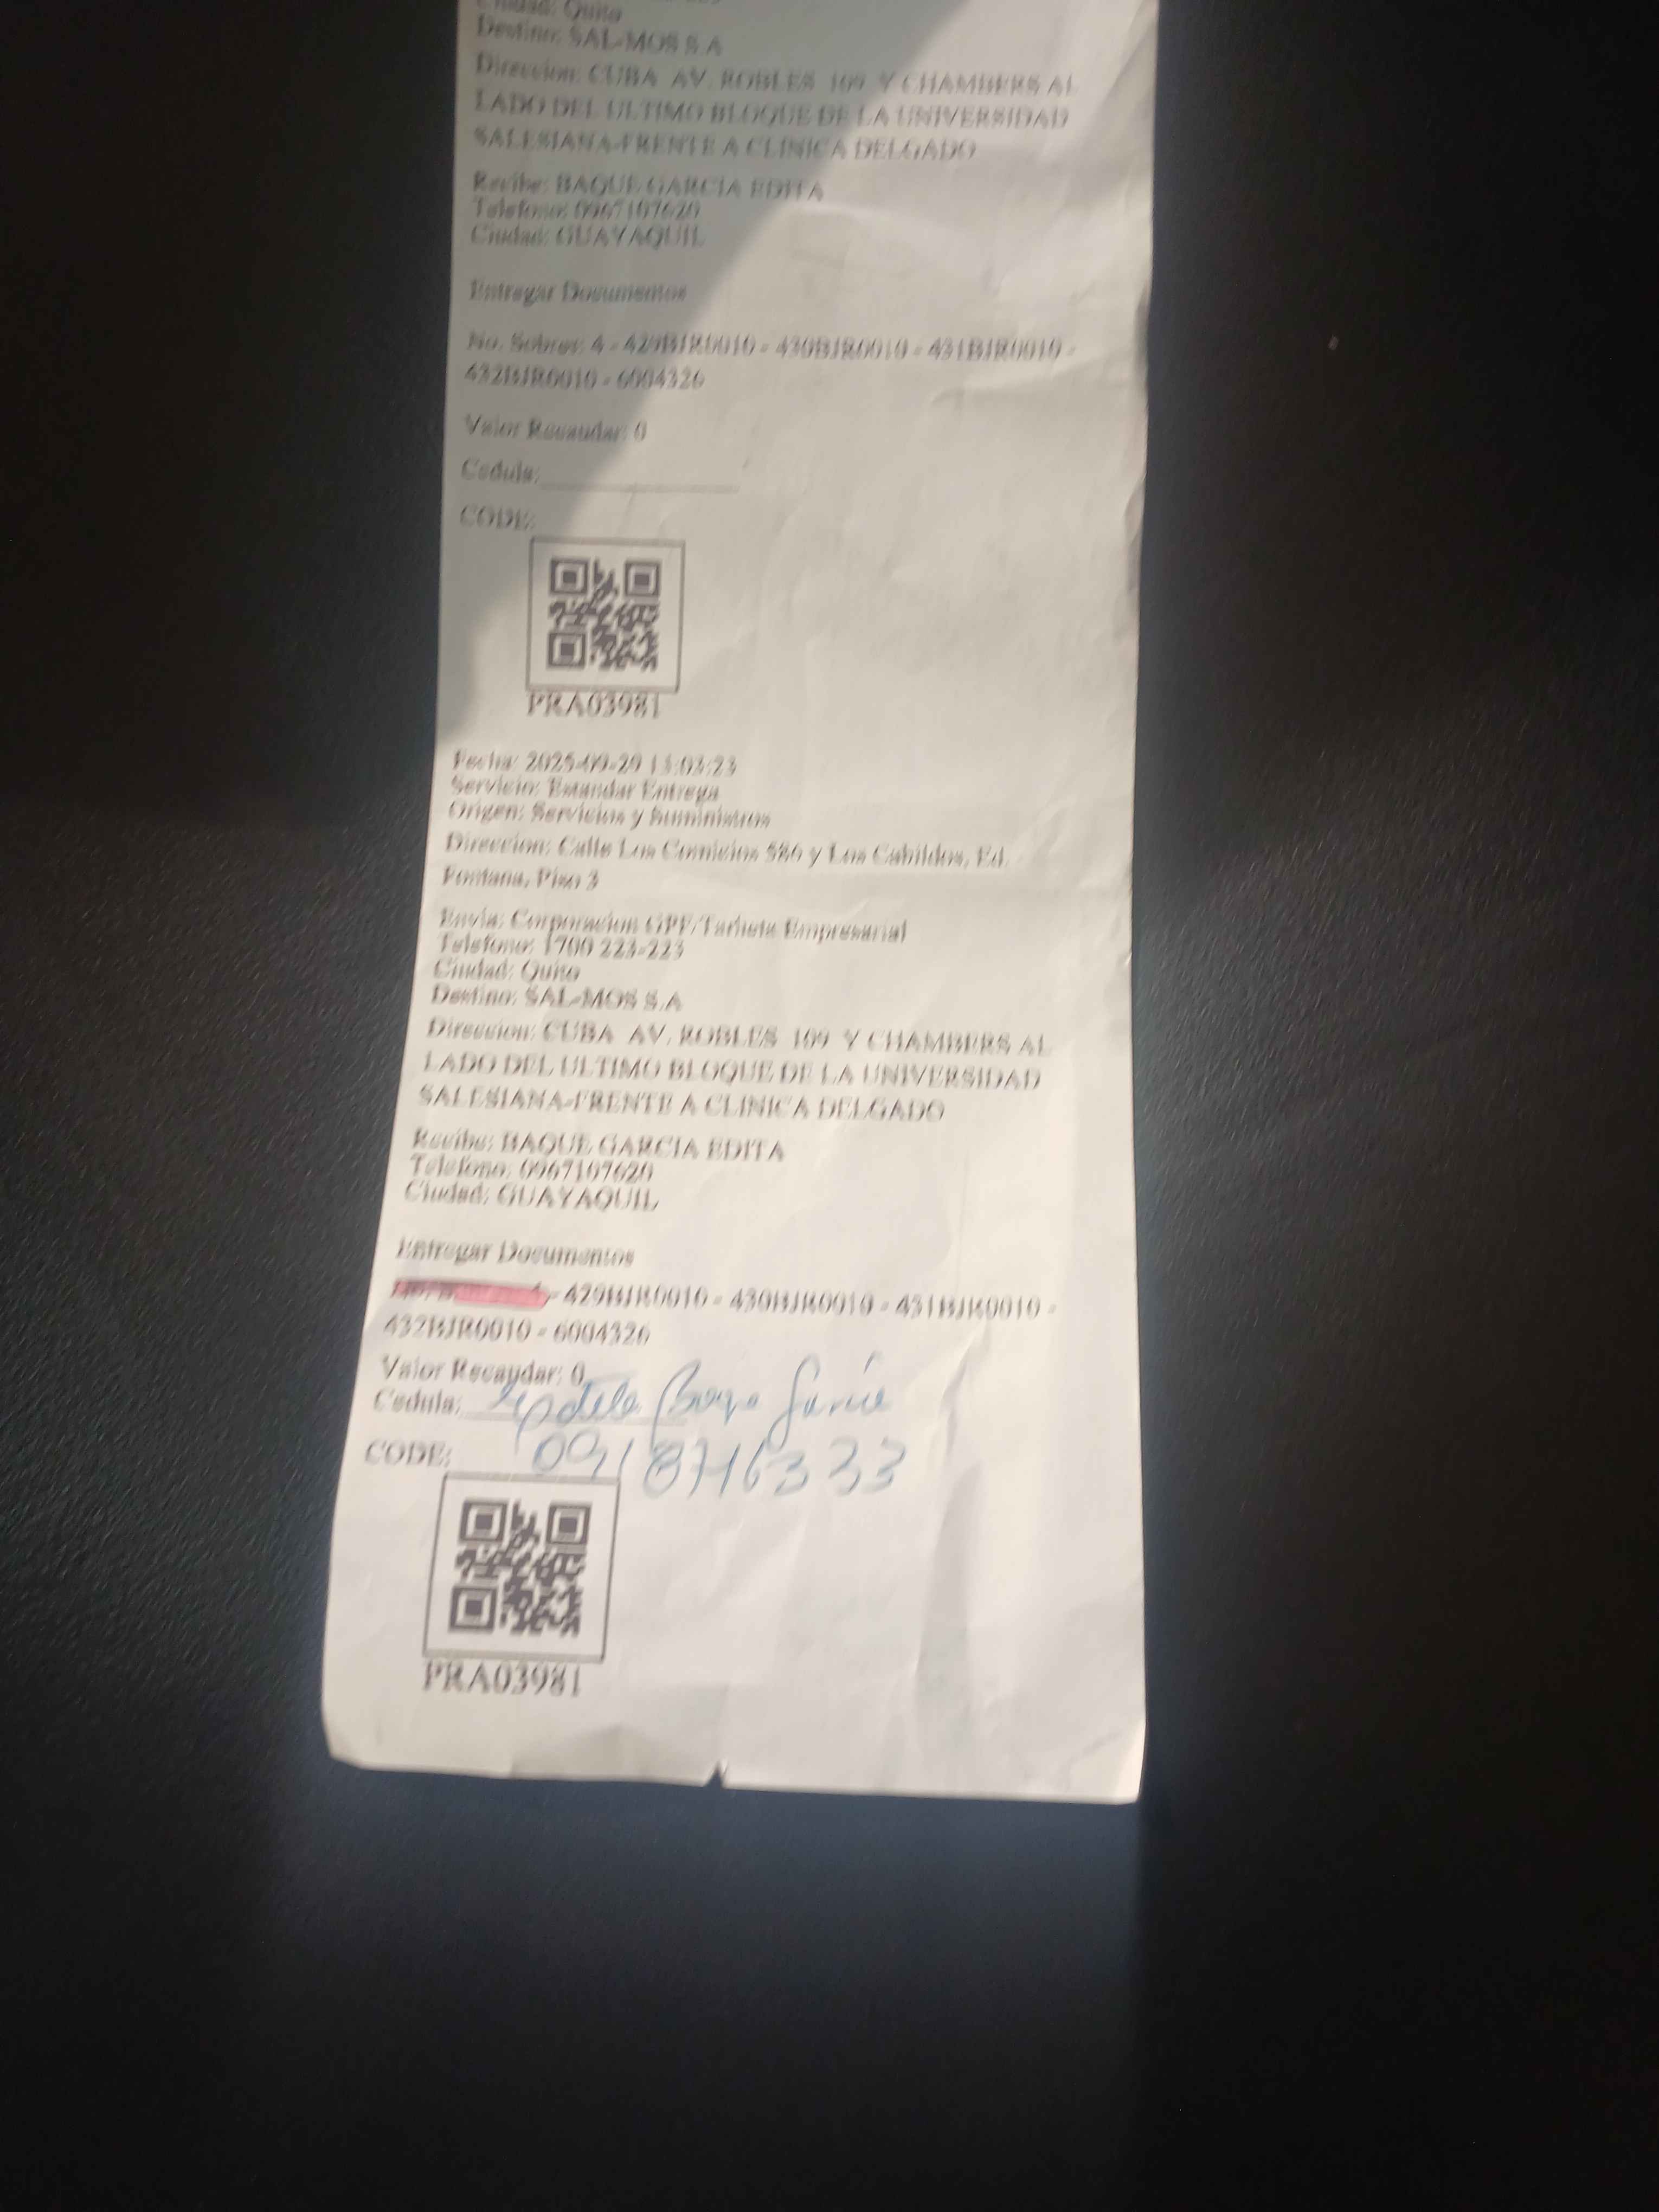 Ciudad: Quito
Destino: SAL-MOS S.A
Direccion: CUBA AV. ROBLES 109 Y CHAMBERS AL
LADO DEL ULTIMO BLOQUE DE LA UNIVERSIDAD
SALESIANA-FRENTE A CLINICA DELGADO
Recibe: BAQUE GARCIA EDITA
Telefono: 0967107620
Ciudad: GUAYAQUIL
Entregar Documentos
No. Sobres: 4 - 429BJR0010 - 430BJR0010 - 431BJR0010 -
432BJR0010 - 6004326
Valor Recaudar: 0
Cedula:
CODE:
PRA03981
Fecha: 2025-09-29 13:03:23
Servicio: Estandar Entrega
Origen: Servicios y Suministros
Direccion: Calle Los Comicios 586 y Los Cabildos, Ed.
Fontana, Piso 3
Envia: Corporacion GPF/Tarjeta Empresarial
Telefono: 1700 223-223
Ciudad: Quito
Destino: SAL-MOS S.A
Direccion: CUBA AV. ROBLES 109 Y CHAMBERS AL
LADO DEL ULTIMO BLOQUE DE LA UNIVERSIDAD
SALESIANA-FRENTE A CLINICA DELGADO
Recibe: BAQUE GARCIA EDITA
Telefono: 0967107620
Ciudad: GUAYAQUIL
Entregar Documentos
- 429BJR0010 - 430BJR0010 - 431BJR0010 -
432BJR0010 - 6004326
Valor Recaudar: 0
Cedula: García
CODE:
PRA03981